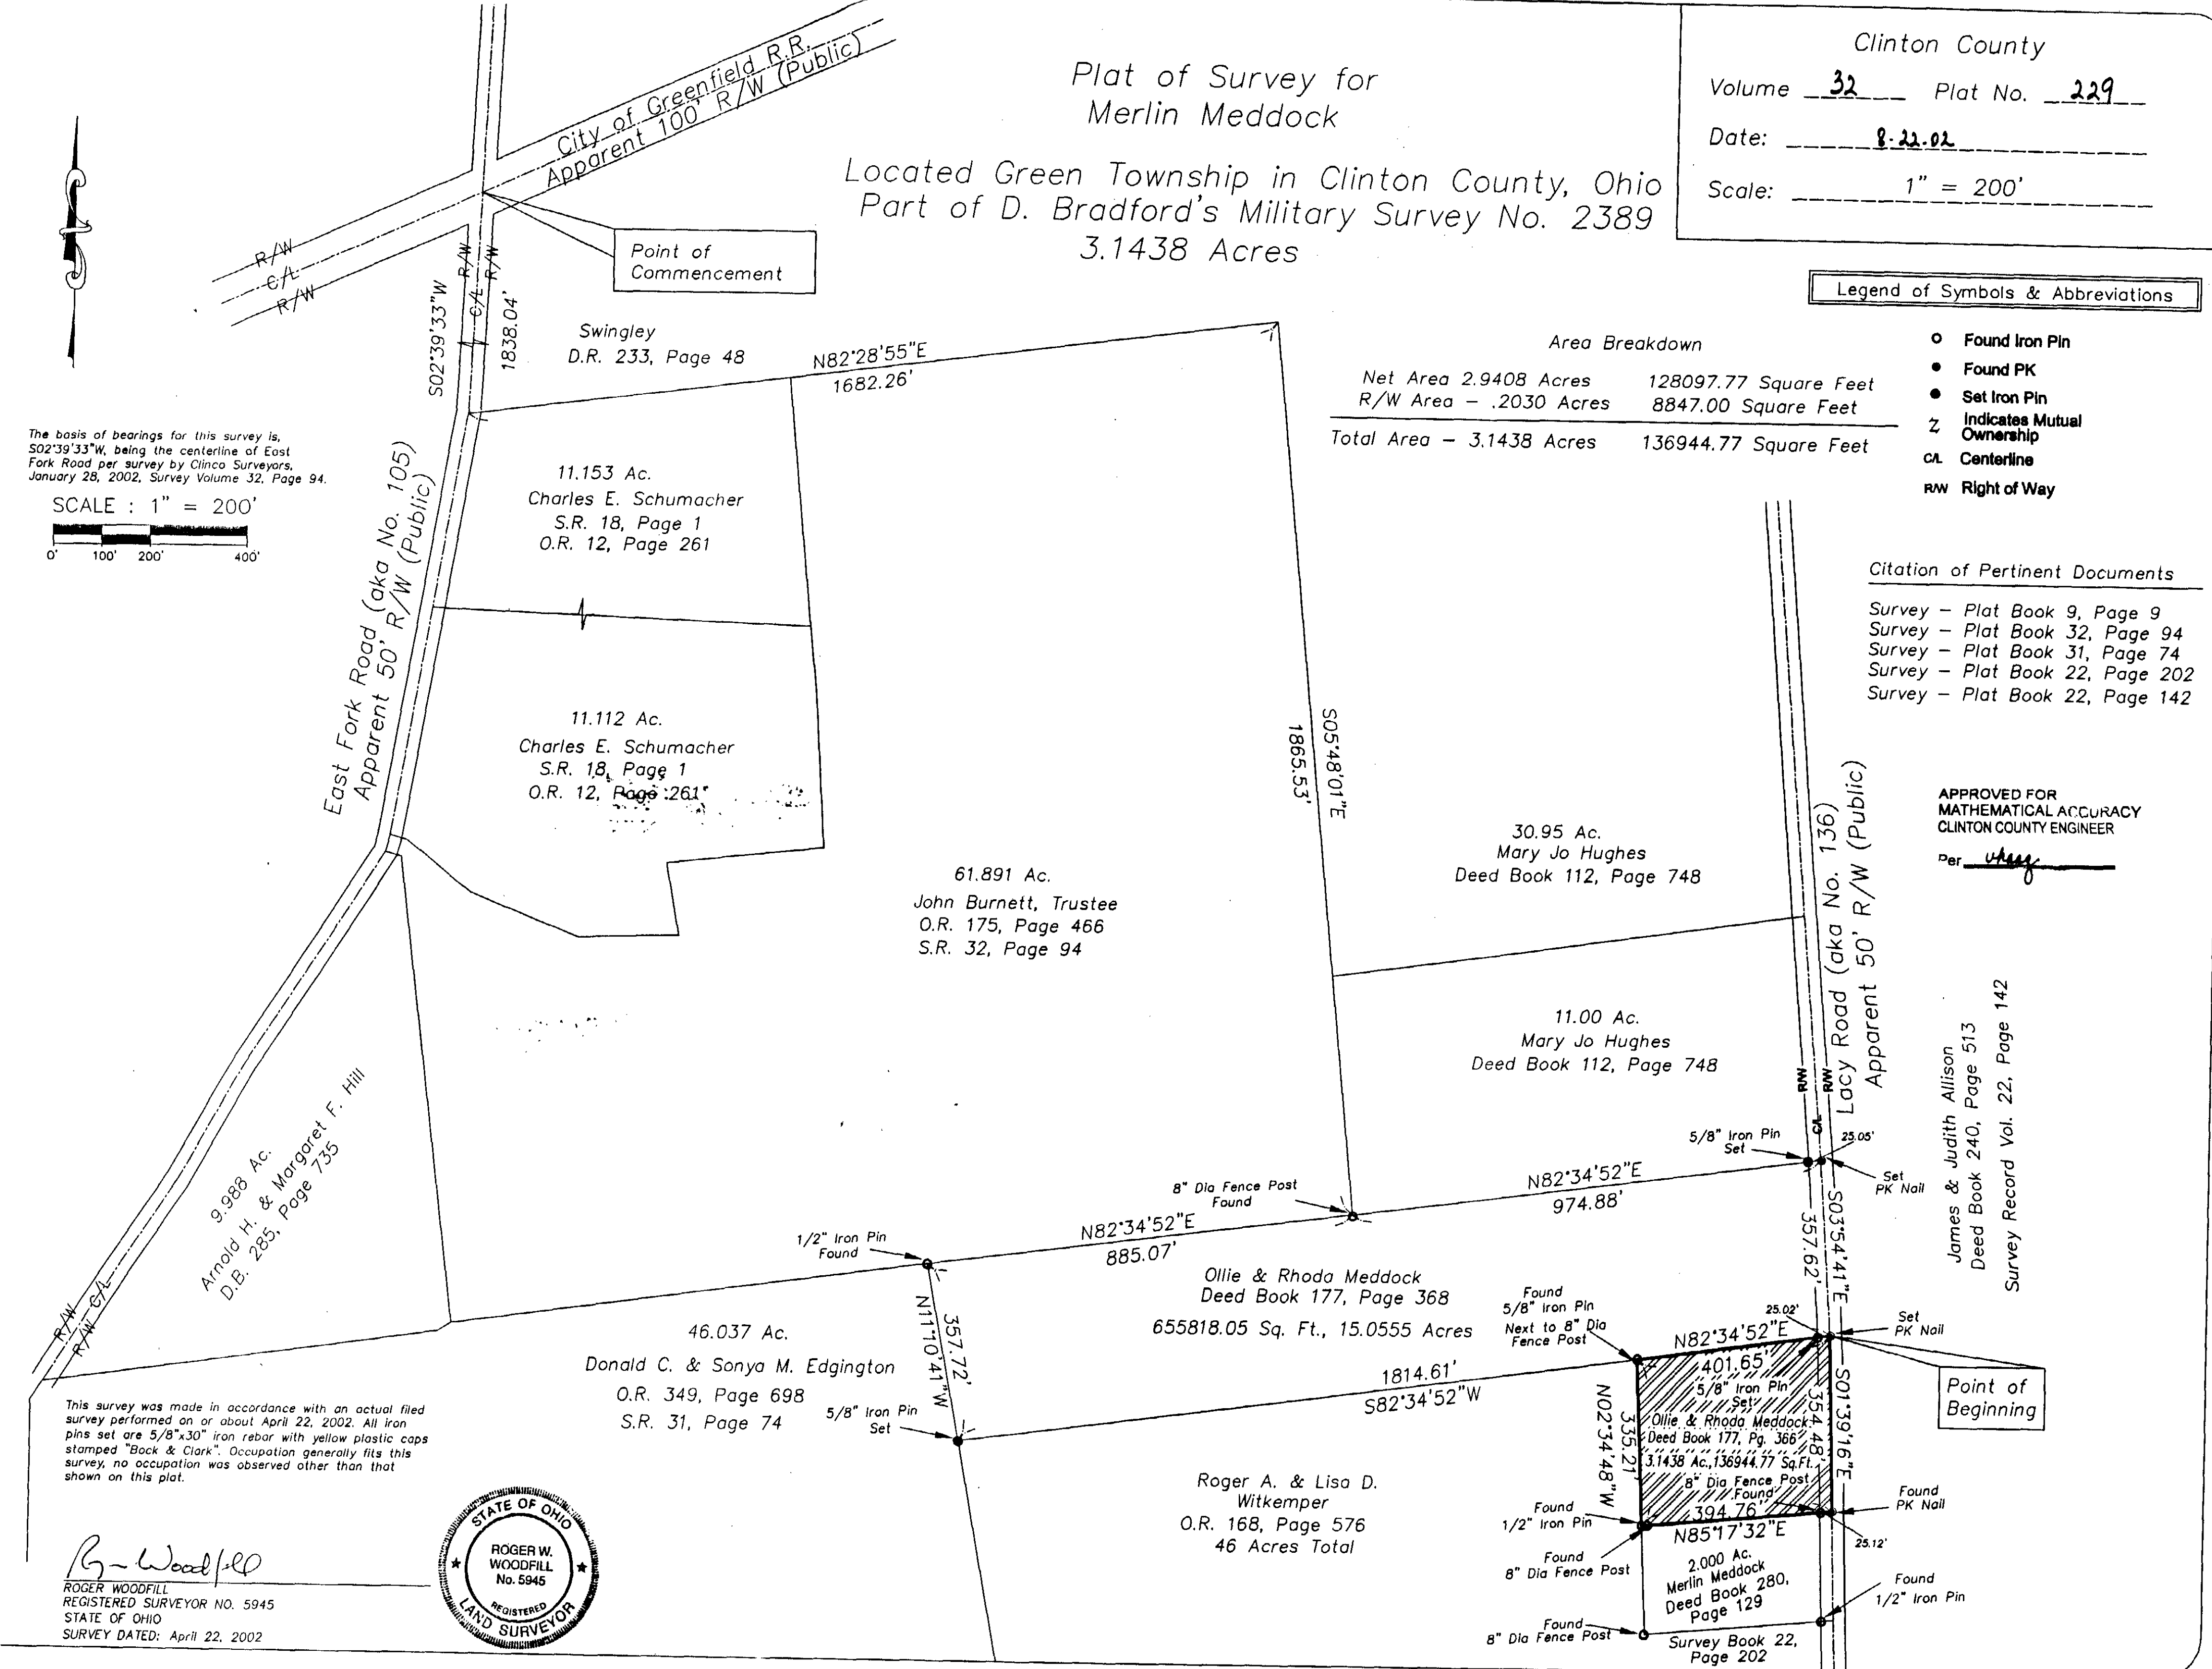 Plat of Survey for
Merlin Meddock
Located Green Township in Clinton County, Ohio
Part of D. Bradford's Military Survey No. 2389
3.1438 Acres
Clinton County
Volume 32 Plat No. 229
Date: 8-22-02
Scale: 1" = 200'
City of Greenfield R.R.
Apparent 100' R/W (Public)
R/W
C/L
R/W
Point of
Commencement
R/W
C/L
R/W
S02°39'33"W
1838.04'
Swingley
D.R. 233, Page 48
N82°28'55"E
1682.26'
Legend of Symbols & Abbreviations
Found Iron Pin
Found PK
Set Iron Pin
Z Indicates Mutual
Ownership
C/L Centerline
R/W Right of Way
Area Breakdown
Net Area 2.9408 Acres 128097.77 Square Feet
R/W Area - .2030 Acres 8847.00 Square Feet
Total Area - 3.1438 Acres 136944.77 Square Feet
The basis of bearings for this survey is,
S02°39'33"W, being the centerline of East
Fork Road per survey by Clinco Surveyors,
January 28, 2002, Survey Volume 32, Page 94.
SCALE : 1" = 200'
0' 100' 200' 400'
East Fork Road (aka No. 105)
Apparent 50' R/W (Public)
11.153 Ac.
Charles E. Schumacher
S.R. 18, Page 1
O.R. 12, Page 261
11.112 Ac.
Charles E. Schumacher
S.R. 18, Page 1
O.R. 12, Page 261
Citation of Pertinent Documents
Survey - Plat Book 9, Page 9
Survey - Plat Book 32, Page 94
Survey - Plat Book 31, Page 74
Survey - Plat Book 22, Page 202
Survey - Plat Book 22, Page 142
S05°48'01"E
1865.53'
61.891 Ac.
John Burnett, Trustee
O.R. 175, Page 466
S.R. 32, Page 94
30.95 Ac.
Mary Jo Hughes
Deed Book 112, Page 748
11.00 Ac.
Mary Jo Hughes
Deed Book 112, Page 748
APPROVED FOR
MATHEMATICAL ACCURACY
CLINTON COUNTY ENGINEER
Per
Lacy Road (aka No. 136)
Apparent 50' R/W (Public)
R/W
R/W
C/L
James & Judith Allison
Deed Book 240, Page 513
Survey Record Vol. 22, Page 142
9.988 Ac.
Arnold H. & Margaret F. Hill
D.B. 285, Page 735
R/W
C/L
R/W
5/8" Iron Pin
Set
25.05'
Set
PK Nail
8" Dia Fence Post
Found
N82°34'52"E
974.88'
1/2" Iron Pin
Found
N82°34'52"E
885.07'
357.62'
S03°54'41"E
Ollie & Rhoda Meddock
Deed Book 177, Page 368
655818.05 Sq. Ft., 15.0555 Acres
357.72'
N11°10'41"W
46.037 Ac.
Donald C. & Sonya M. Edgington
O.R. 349, Page 698
S.R. 31, Page 74
5/8" Iron Pin
Set
1814.61'
S82°34'52"W
Found
5/8" Iron Pin
Next to 8" Dia
Fence Post
25.02'
N82°34'52"E
401.65'
Set
PK Nail
Point of
Beginning
5/8" Iron Pin
Set
Ollie & Rhoda Meddock
Deed Book 177, Pg. 366
3.1438 Ac., 136944.77 Sq.Ft.
8" Dia Fence Post
Found
394.76'
N85°17'32"E
335.21'
N02°34'48"W
354.48'
S01°39'16"E
Found
PK Nail
25.12'
Found
1/2" Iron Pin
Found
8" Dia Fence Post
Roger A. & Lisa D.
Witkemper
O.R. 168, Page 576
46 Acres Total
2.000 Ac.
Merlin Meddock
Deed Book 280,
Page 129
Found
1/2" Iron Pin
Found
8" Dia Fence Post
Survey Book 22,
Page 202
This survey was made in accordance with an actual filed
survey performed on or about April 22, 2002. All iron
pins set are 5/8"x30" iron rebar with yellow plastic caps
stamped "Bock & Clark". Occupation generally fits this
survey, no occupation was observed other than that
shown on this plat.
ROGER WOODFILL
REGISTERED SURVEYOR NO. 5945
STATE OF OHIO
SURVEY DATED: April 22, 2002
STATE OF OHIO
ROGER W.
WOODFILL
No. 5945
REGISTERED
LAND SURVEYOR